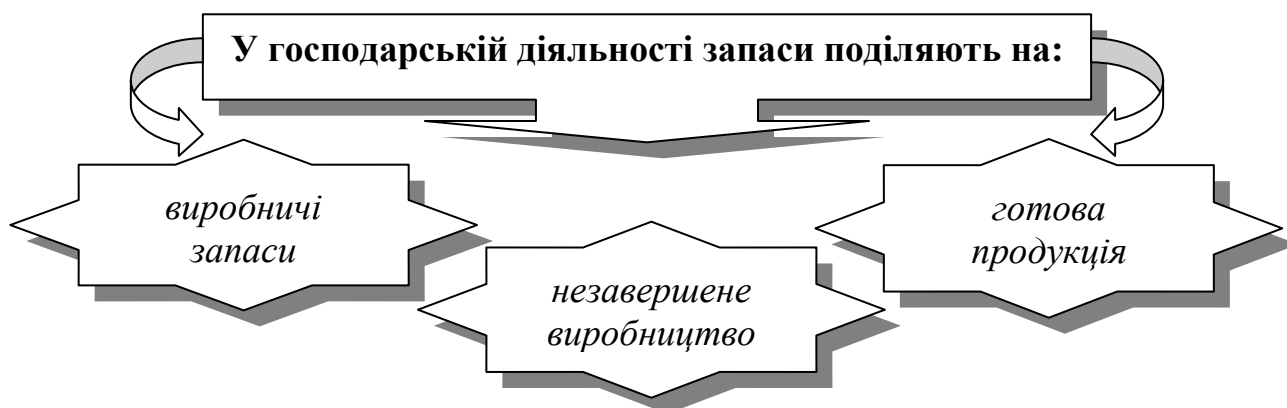 У господарській діяльності запаси поділяють на:
виробничі
запаси
незавершене
виробництво
готова
продукція